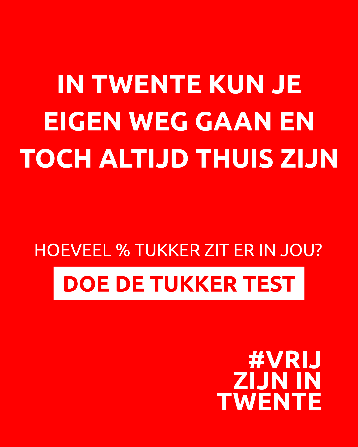 IN TWENTE KUN JE
EIGEN WEG GAAN EN
TOCH ALTIJD THUIS ZIJN
HOEVEEL % TUKKER ZIT ER IN JOU?
DOE DE TUKKER TEST
#VRIJ
ZIJN IN
TWENTE